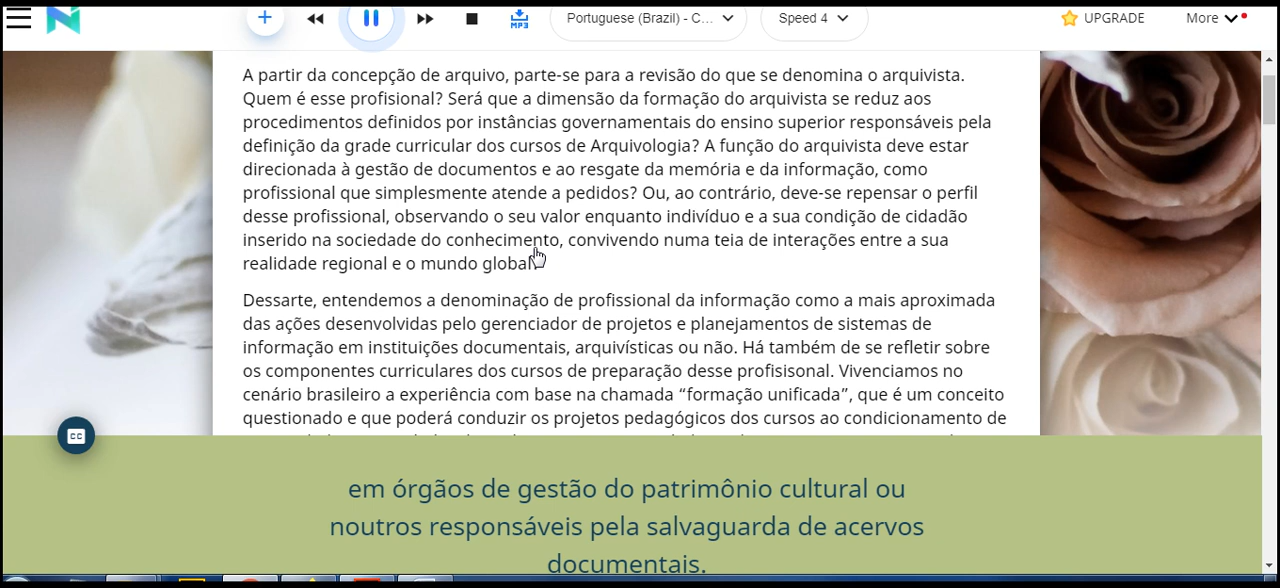 MP3
Portuguese (Brazil) - C...
Speed 4
UPGRADE
More
A partir da concepção de arquivo, parte-se para a revisão do que se denomina o arquivista.
Quem é esse profisional? Será que a dimensão da formação do arquivista se reduz aos
procedimentos definidos por instâncias governamentais do ensino superior responsáveis pela
definição da grade curricular dos cursos de Arquivologia? A função do arquivista deve estar
direcionada à gestão de documentos e ao resgate da memória e da informação, como
profissional que simplesmente atende a pedidos? Ou, ao contrário, deve-se repensar o perfil
desse profissional, observando o seu valor enquanto indivíduo e a sua condição de cidadão
inserido na sociedade do conhecimento, convivendo numa teia de interações entre a sua
realidade regional e o mundo global.
Dessarte, entendemos a denominação de profissional da informação como a mais aproximada
das ações desenvolvidas pelo gerenciador de projetos e planejamentos de sistemas de
informação em instituições documentais, arquivísticas ou não. Há também de se refletir sobre
os componentes curriculares dos cursos de preparação desse profisisonal. Vivenciamos no
cenário brasileiro a experiência com base na chamada “formação unificada”, que é um conceito
questionado e que poderá conduzir os projetos pedagógicos dos cursos ao condicionamento de
CC
em órgãos de gestão do patrimônio cultural ou
noutros responsáveis pela salvaguarda de acervos
documentais.